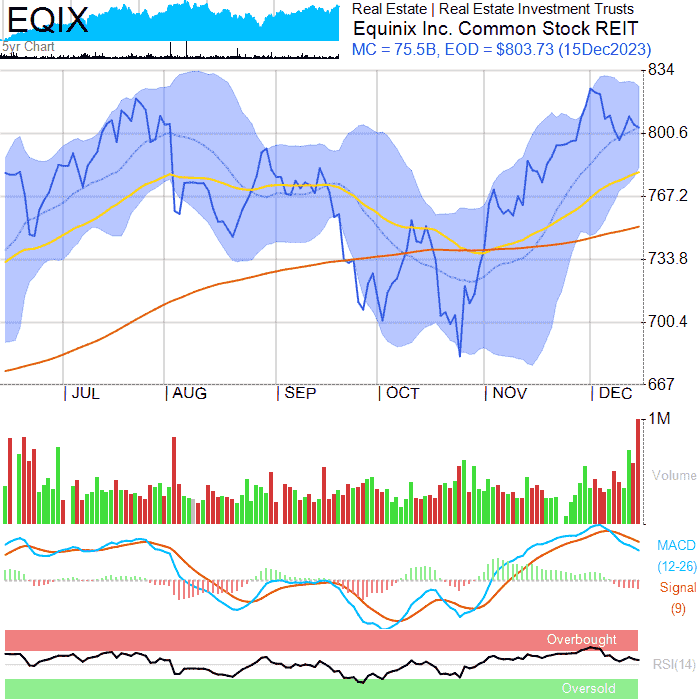 EQIX
5yr Chart
Real Estate | Real Estate Investment Trusts
Equinix Inc. Common Stock REIT
MC = 75.5B, EOD = $803.73 (15Dec2023)
834
800.6
767.2
733.8
700.4
667
JUL AUG SEP OCT NOV DEC
1M
Volume
MACD
(12-26)
Signal
(9)
Overbought
RSI(14)
Oversold